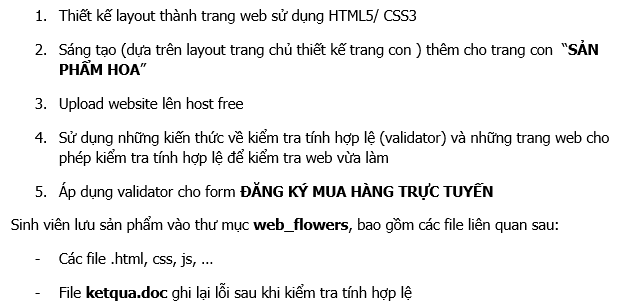 1. Thiết kế layout thành trang web sử dụng HTML5/ CSS3
2. Sáng tạo (dựa trên layout trang chủ thiết kế trang con ) thêm cho trang con “SẢN
PHẨM HOA”
3. Upload website lên host free
4. Sử dụng những kiến thức về kiểm tra tính hợp lệ (validator) và những trang web cho
phép kiểm tra tính hợp lệ để kiểm tra web vừa làm
5. Áp dụng validator cho form ĐĂNG KÝ MUA HÀNG TRỰC TUYẾN
Sinh viên lưu sản phẩm vào thư mục web_flowers, bao gồm các file liên quan sau:
- Các file .html, css, js, ...
- File ketqua.doc ghi lại lỗi sau khi kiểm tra tính hợp lệ